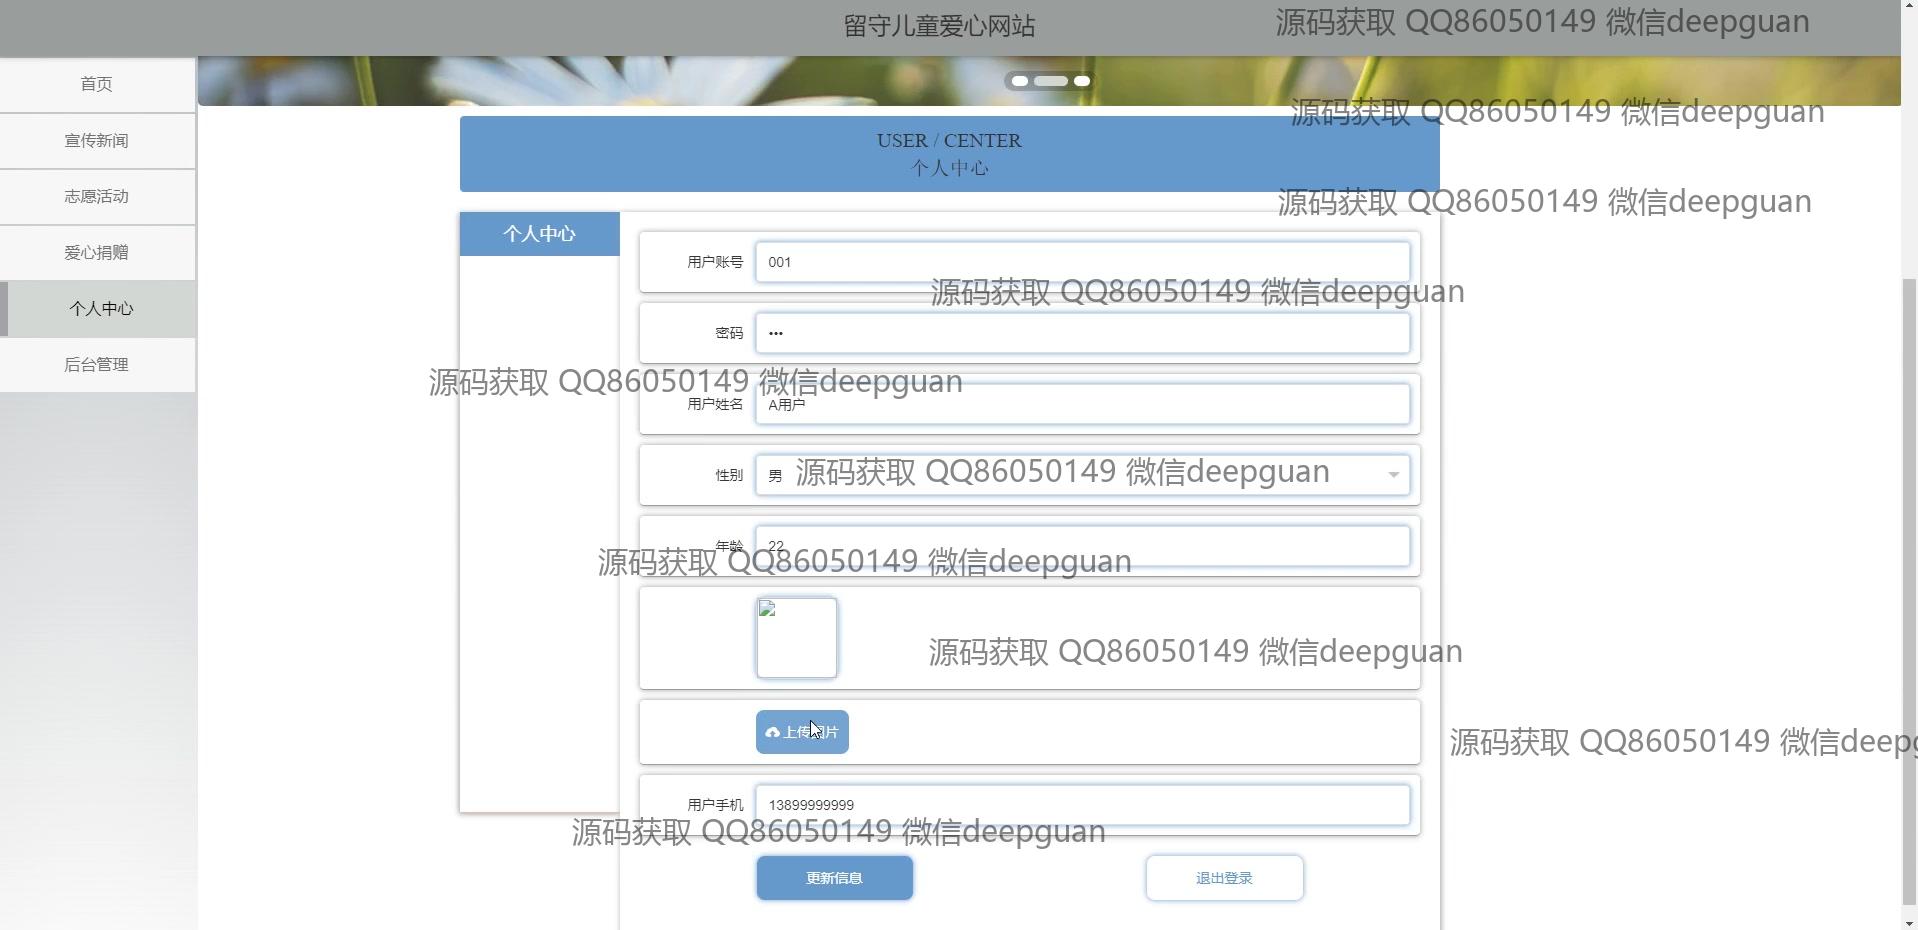 留守儿童爱心网站
源码获取 QQ86050149 微信deepguan
首页
宣传新闻
志愿活动
爱心捐赠
个人中心
后台管理
源码获取 QQ86050149 微信deepguan
USER / CENTER
个人中心
源码获取 QQ86050149 微信deepguan
个人中心
用户账号 001
源码获取 QQ86050149 微信deepguan
密码 •••
源码获取 QQ86050149 微信deepguan
用户姓名 A用户
性别 男
源码获取 QQ86050149 微信deepguan
年龄 22
源码获取 QQ86050149 微信deepguan
源码获取 QQ86050149 微信deepguan
上传照片
源码获取 QQ86050149 微信deepg
用户手机 13899999999
源码获取 QQ86050149 微信deepguan
更新信息
退出登录